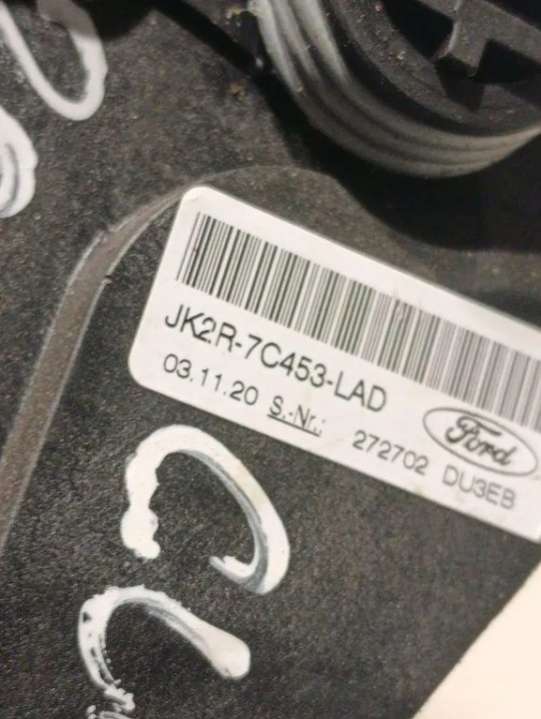 JK2R-7C453-LAD
03.11.20 S.-Nr.: 272702 DU3EB
Ford